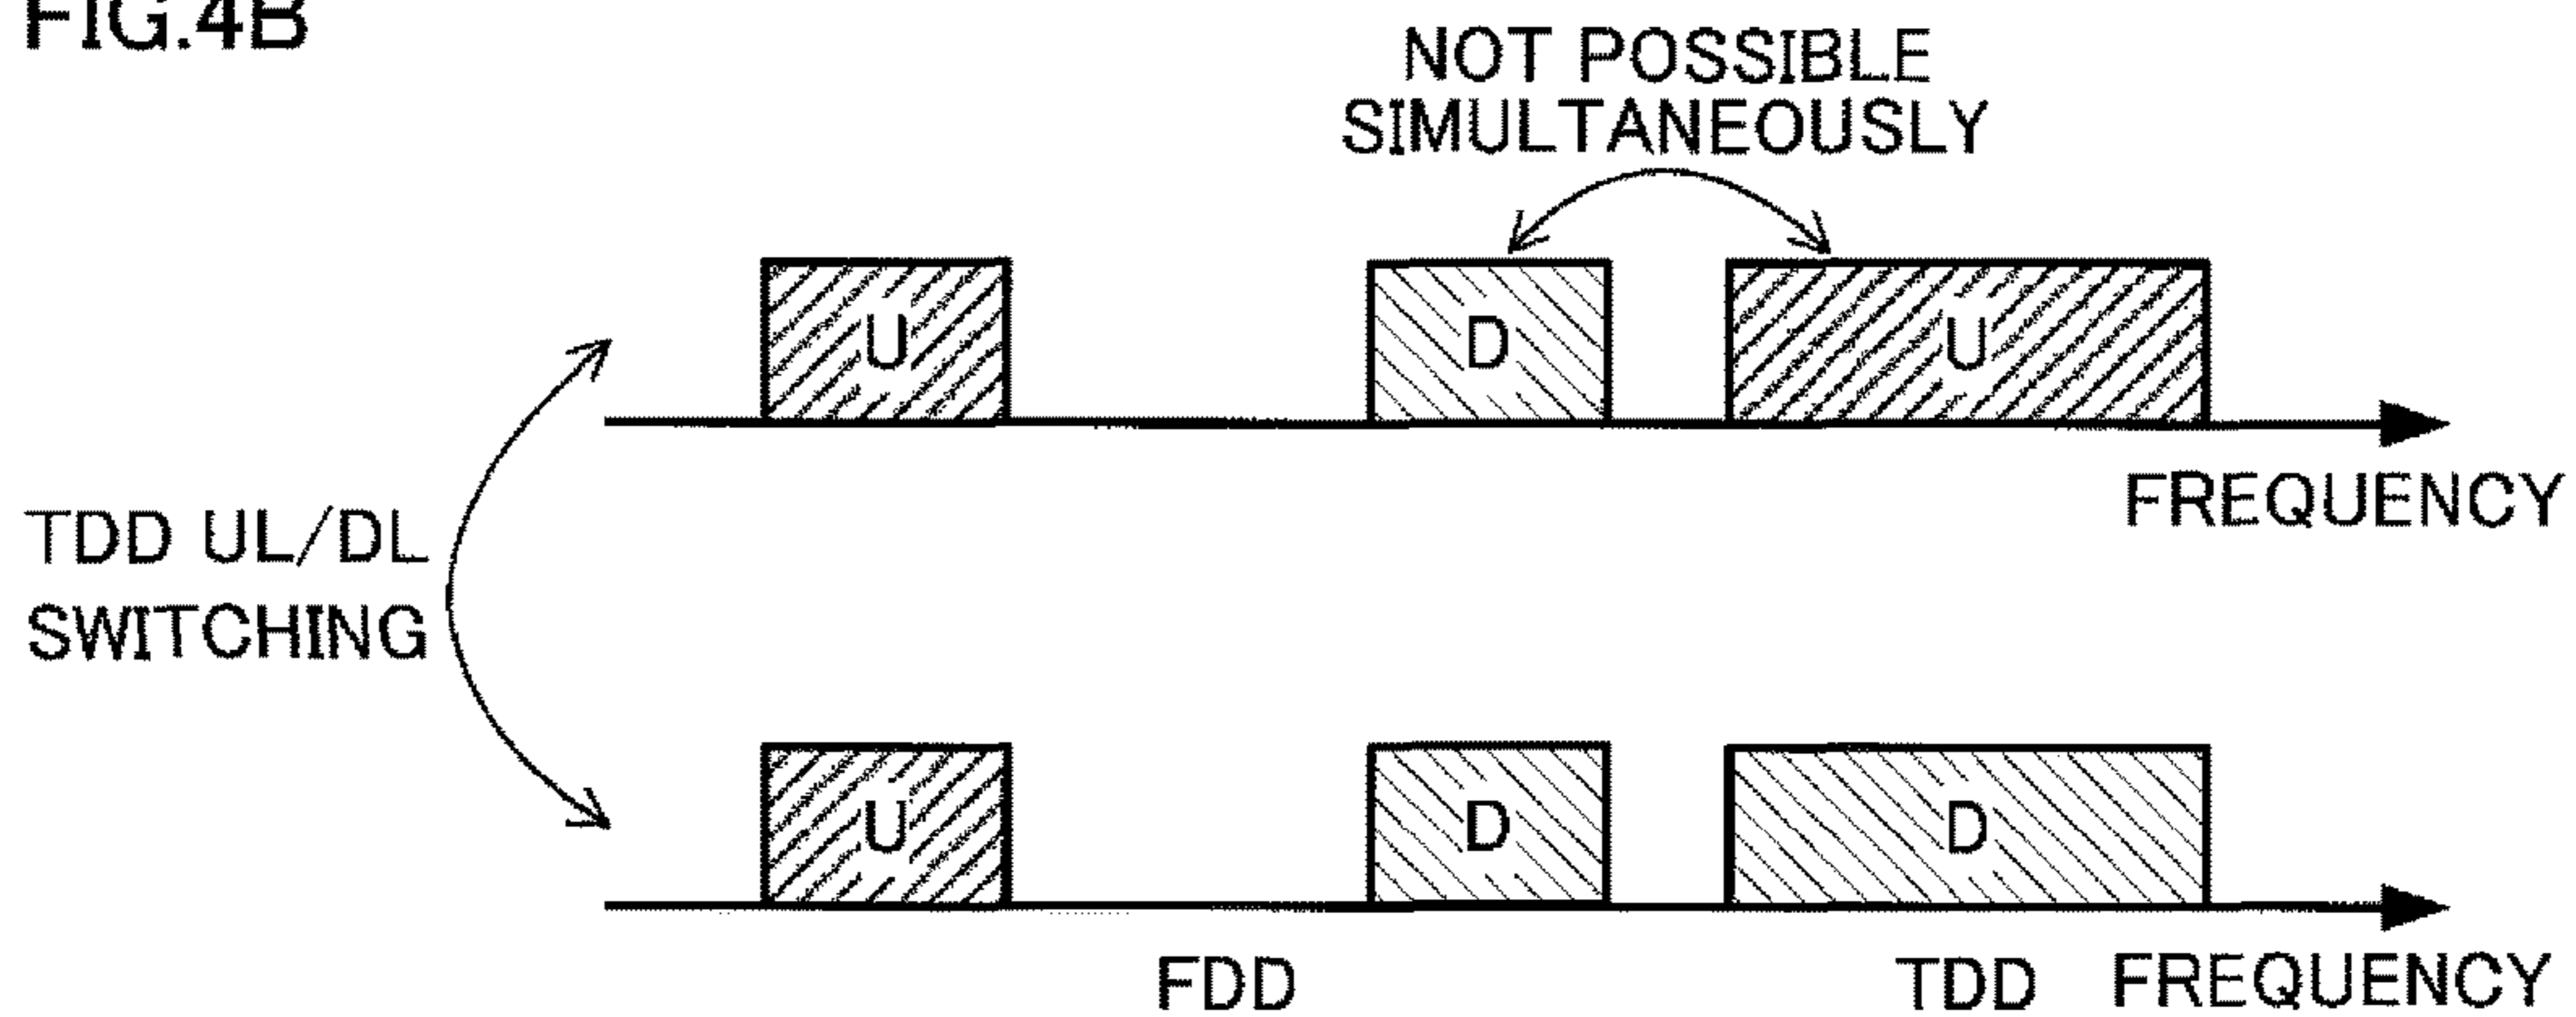 FIG.4B
NOT POSSIBLE
SIMULTANEOUSLY
U D U
FREQUENCY
TDD UL/DL
SWITCHING
U D D
FDD TDD FREQUENCY